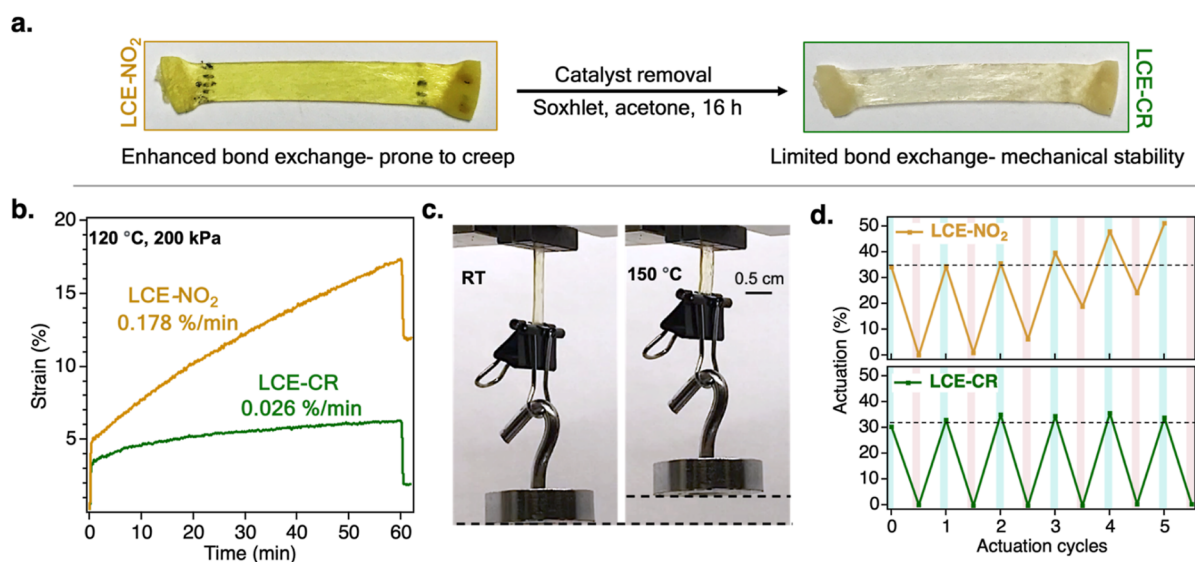 a.
LCE-NO₂
Catalyst removal
Soxhlet, acetone, 16 h
LCE-CR
Enhanced bond exchange- prone to creep
Limited bond exchange- mechanical stability
b.
20
15
10
5
Strain (%)
120 °C, 200 kPa
LCE-NO₂
0.178 %/min
LCE-CR
0.026 %/min
0 10 20 30 40 50 60
Time (min)
c.
RT
150 °C
0.5 cm
d.
Actuation (%)
50
40
30
20
10
0
LCE-NO₂
50
40
30
20
10
0
LCE-CR
0 1 2 3 4 5
Actuation cycles